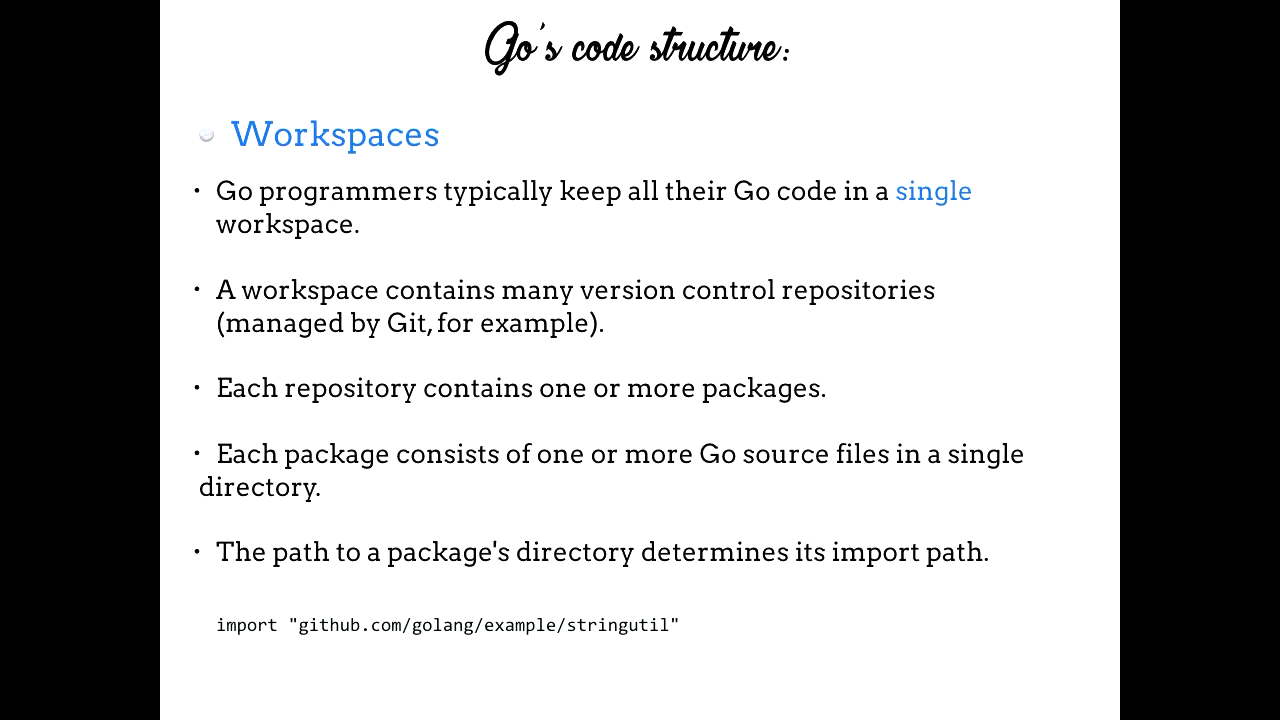 Go's code structure:
Workspaces
• Go programmers typically keep all their Go code in a single
workspace.
• A workspace contains many version control repositories
(managed by Git, for example).
• Each repository contains one or more packages.
• Each package consists of one or more Go source files in a single
directory.
• The path to a package's directory determines its import path.
import "github.com/golang/example/stringutil"